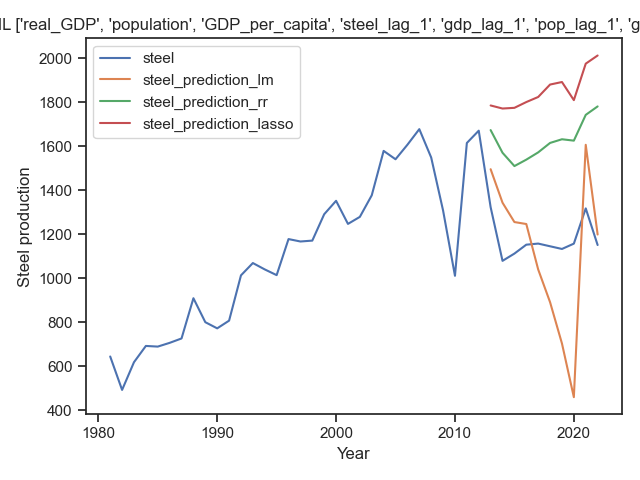 IL ['real_GDP', 'population', 'GDP_per_capita', 'steel_lag_1', 'gdp_lag_1', 'pop_lag_1', 'g
steel
steel_prediction_lm
steel_prediction_rr
steel_prediction_lasso
Steel production
2000
1800
1600
1400
1200
1000
800
600
400
1980
1990
2000
2010
2020
Year